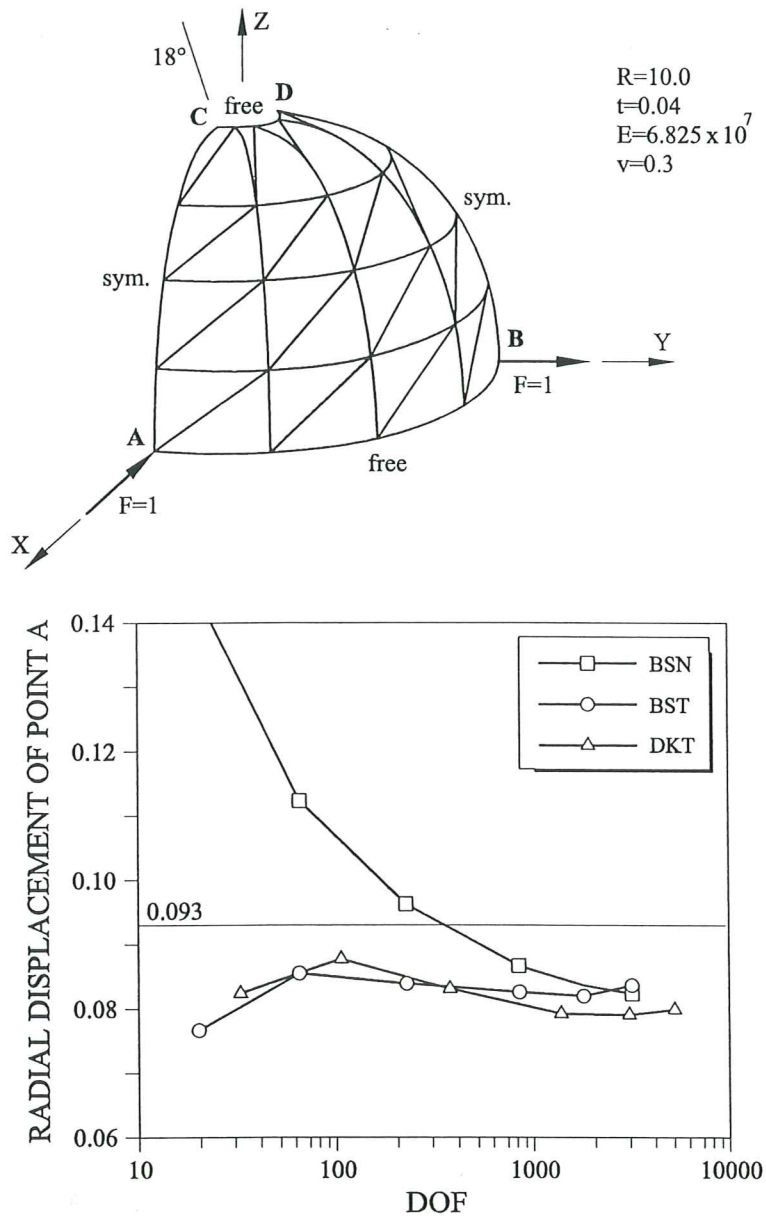 Z
18°
C
free
D
R=10.0
t=0.04
E=6.825 x 10^7
v=0.3
sym.
sym.
B
Y
F=1
A
free
F=1
X
RADIAL DISPLACEMENT OF POINT A
0.14
0.12
0.10
0.08
0.06
0.093
BSN
BST
DKT
10
100
1000
10000
DOF